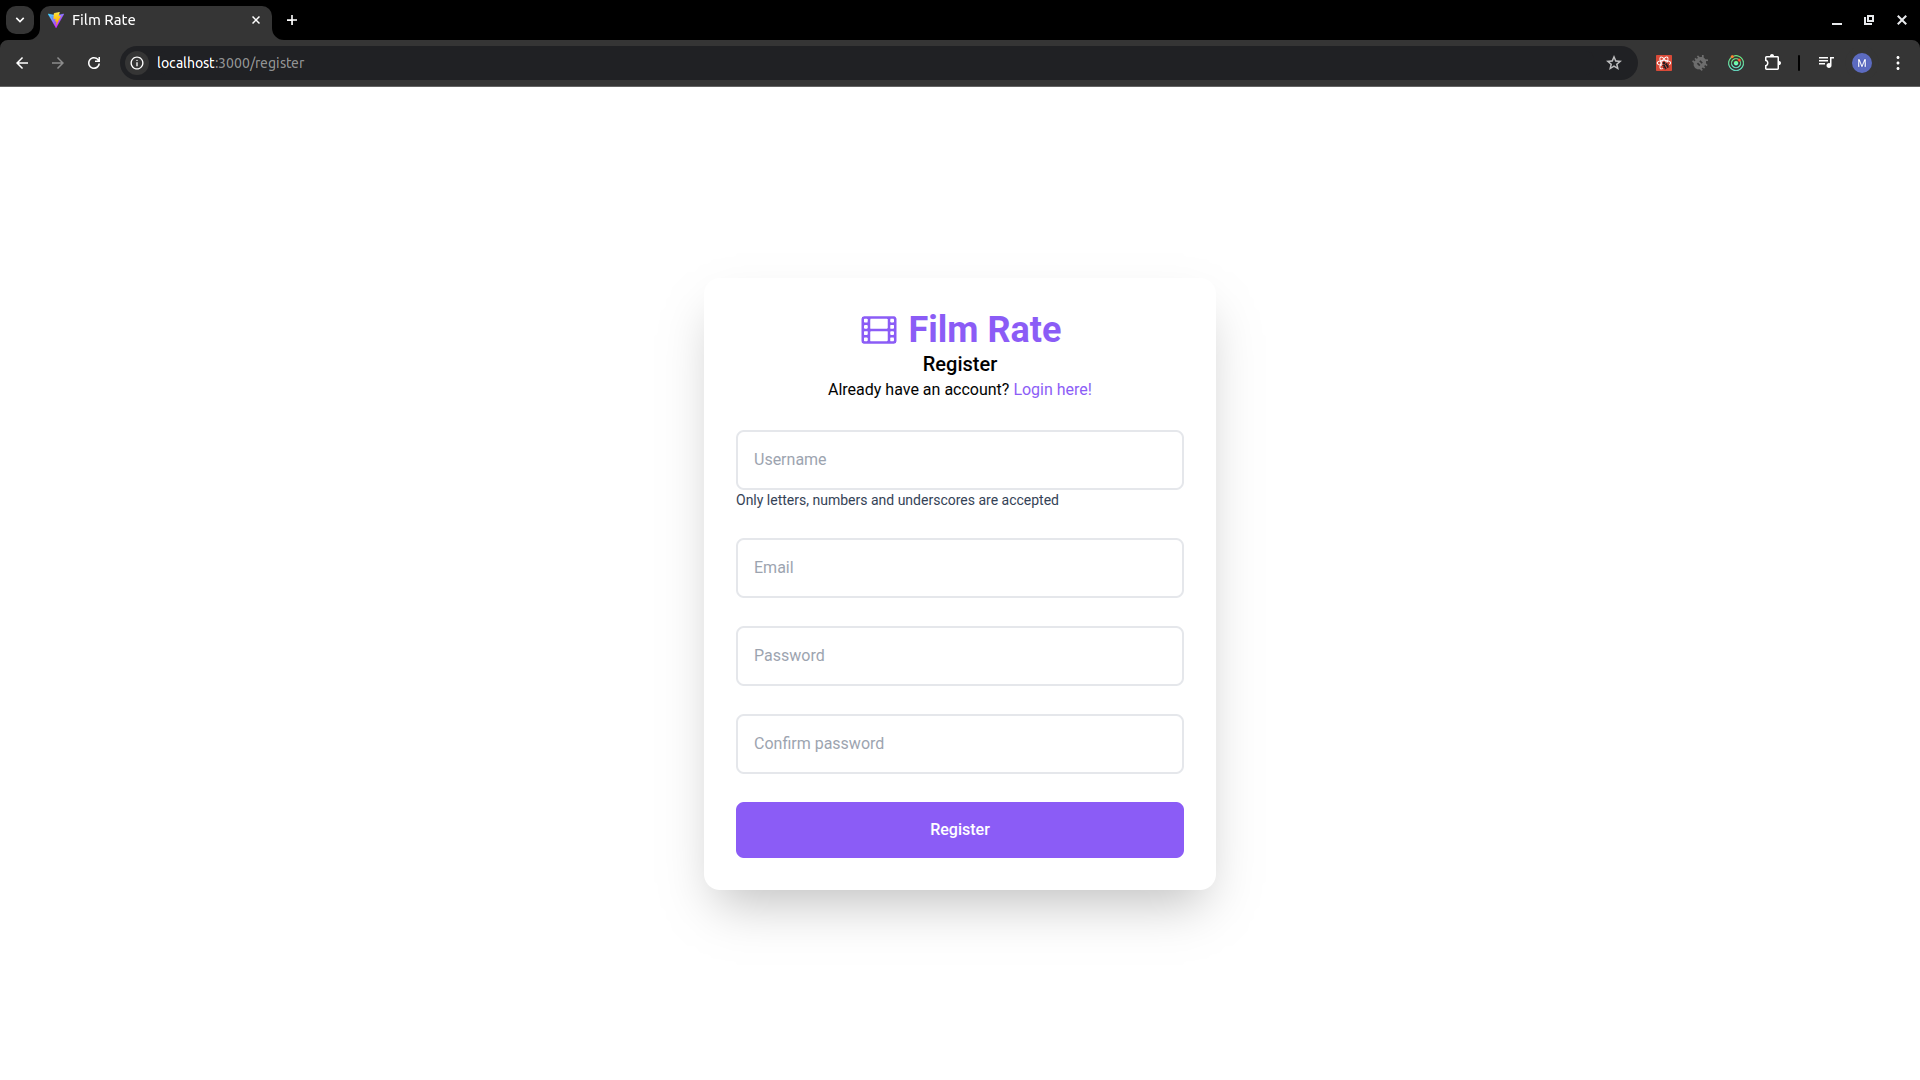 Film Rate
localhost:3000/register
M
Film Rate
Register
Already have an account? Login here!
Username
Only letters, numbers and underscores are accepted
Email
Password
Confirm password
Register